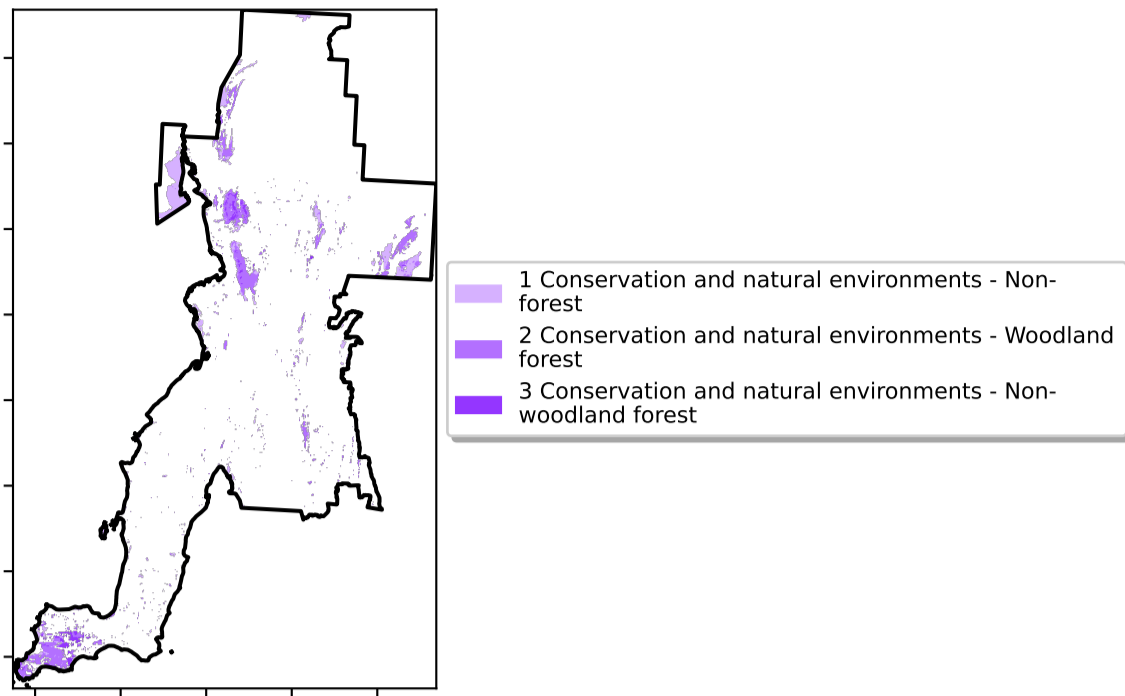 1 Conservation and natural environments - Non-
forest
2 Conservation and natural environments - Woodland
forest
3 Conservation and natural environments - Non-
woodland forest